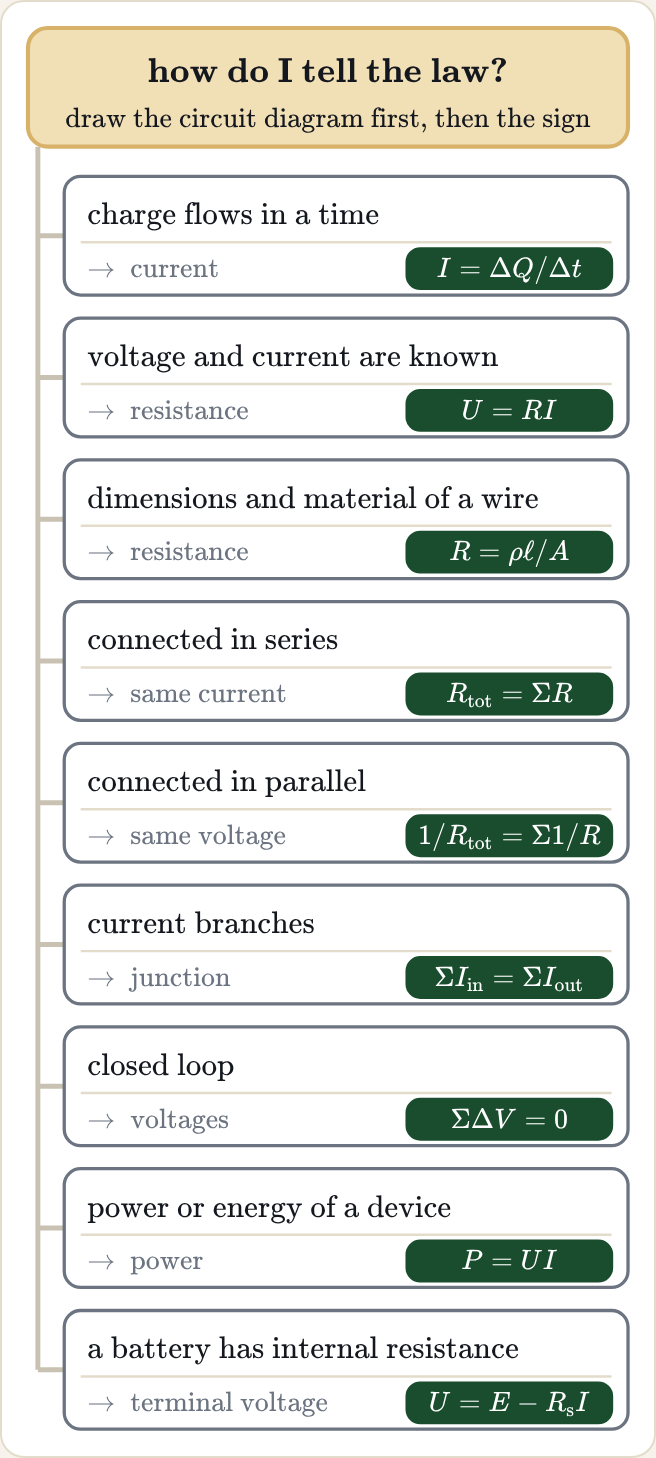 how do I tell the law?
draw the circuit diagram first, then the sign
charge flows in a time
→ current I = ΔQ/Δt
voltage and current are known
→ resistance U = RI
dimensions and material of a wire
→ resistance R = ρℓ/A
connected in series
→ same current R_tot = ΣR
connected in parallel
→ same voltage 1/R_tot = Σ1/R
current branches
→ junction ΣI_in = ΣI_out
closed loop
→ voltages ΣΔV = 0
power or energy of a device
→ power P = UI
a battery has internal resistance
→ terminal voltage U = E − R_sI